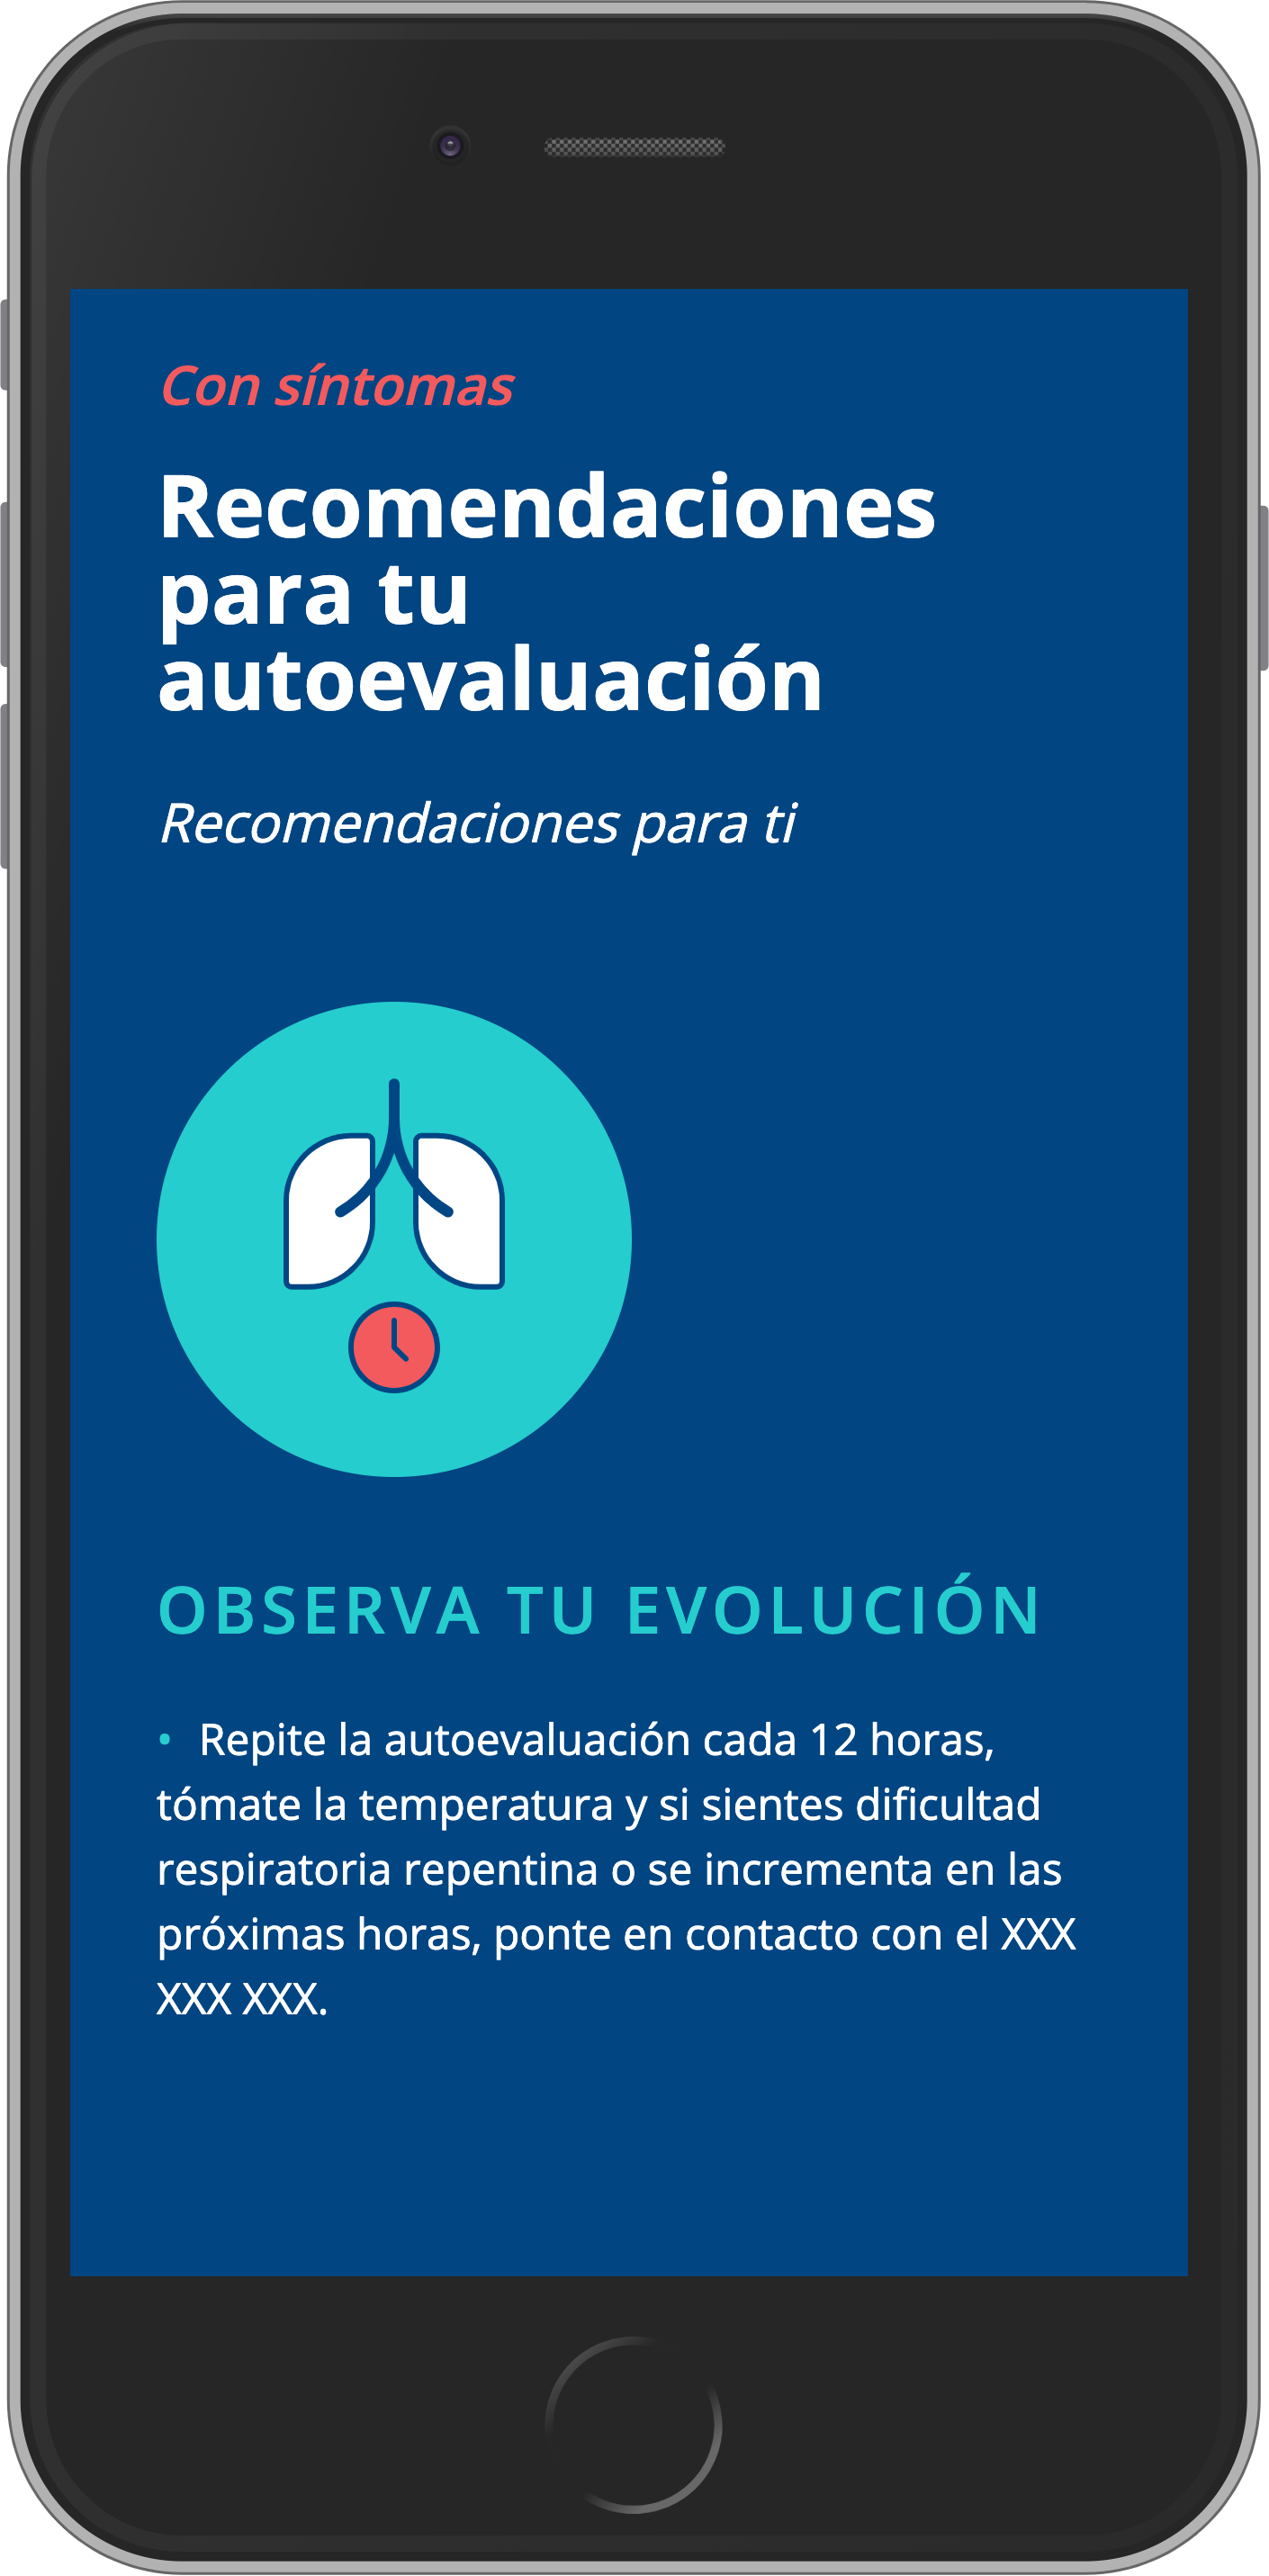 Con síntomas
Recomendaciones
para tu
autoevaluación
Recomendaciones para ti
OBSERVA TU EVOLUCIÓN
• Repite la autoevaluación cada 12 horas,
tómate la temperatura y si sientes dificultad
respiratoria repentina o se incrementa en las
próximas horas, ponte en contacto con el XXX
XXX XXX.